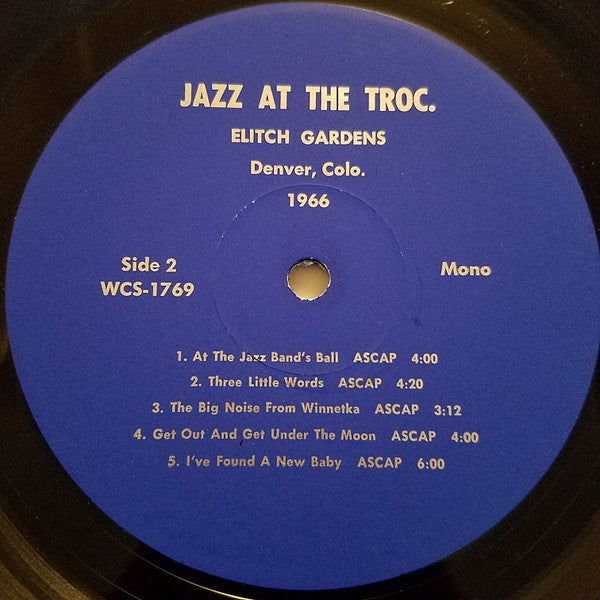 JAZZ AT THE TROC.
ELITCH GARDENS
Denver, Colo.
1966
Side 2
WCS-1769
Mono
1. At The Jazz Band's Ball ASCAP 4:00
2. Three Little Words ASCAP 4:20
3. The Big Noise From Winnetka ASCAP 3:12
4. Get Out And Get Under The Moon ASCAP 4:00
5. I've Found A New Baby ASCAP 6:00